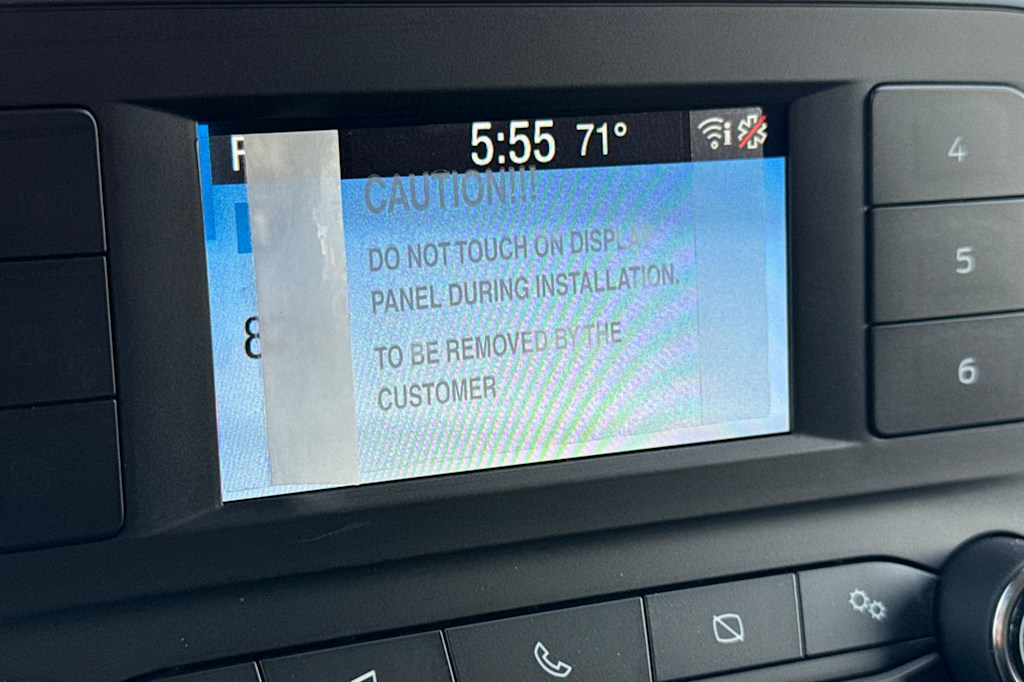 5:55 71°
CAUTION!!!
DO NOT TOUCH ON DISPLAY
PANEL DURING INSTALLATION.
TO BE REMOVED BY THE
CUSTOMER
4
5
6